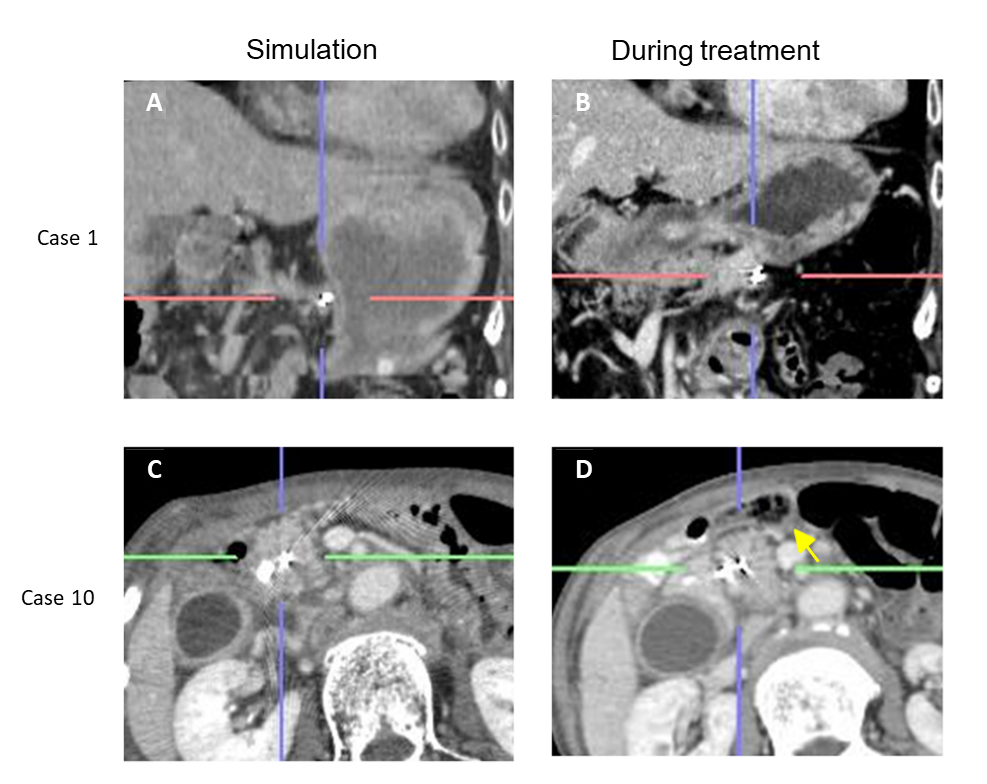 Simulation
During treatment
A
B
Case 1
C
D
Case 10